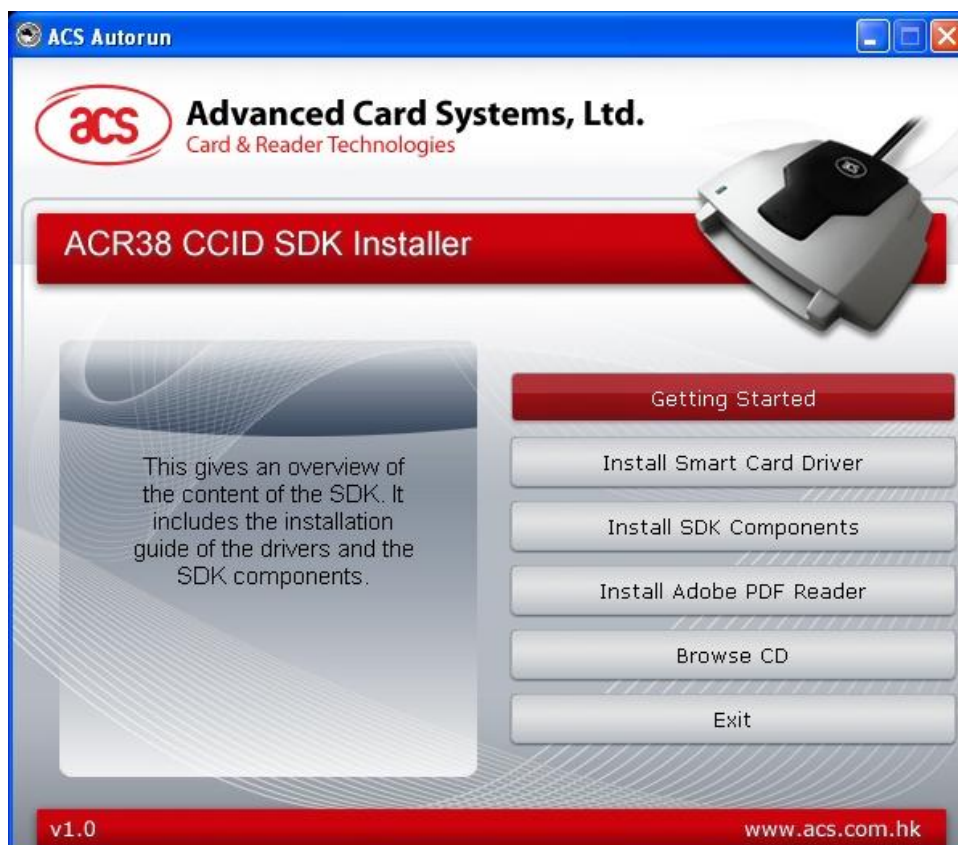 ACS Autorun
acs
Advanced Card Systems, Ltd.
Card & Reader Technologies
acs
ACR38 CCID SDK Installer
This gives an overview of
the content of the SDK. It
includes the installation
guide of the drivers and the
SDK components.
Getting Started
Install Smart Card Driver
Install SDK Components
Install Adobe PDF Reader
Browse CD
Exit
v1.0
www.acs.com.hk